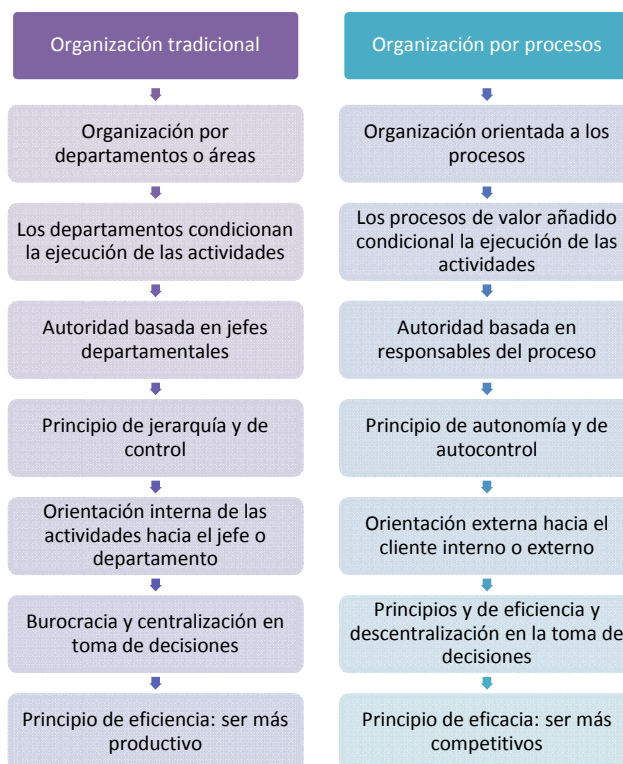 Organización tradicional
Organización por
departamentos o áreas
Los departamentos condicionan
la ejecución de las actividades
Autoridad basada en jefes
departamentales
Principio de jerarquía y de
control
Orientación interna de las
actividades hacia el jefe o
departamento
Burocracia y centralización en
toma de decisiones
Principio de eficiencia: ser más
productivo
Organización por procesos
Organización orientada a los
procesos
Los procesos de valor añadido
condicional la ejecución de las
actividades
Autoridad basada en
responsables del proceso
Principio de autonomía y de
autocontrol
Orientación externa hacia el
cliente interno o externo
Principios y de eficiencia y
descentralización en la toma de
decisiones
Principio de eficacia: ser más
competitivos